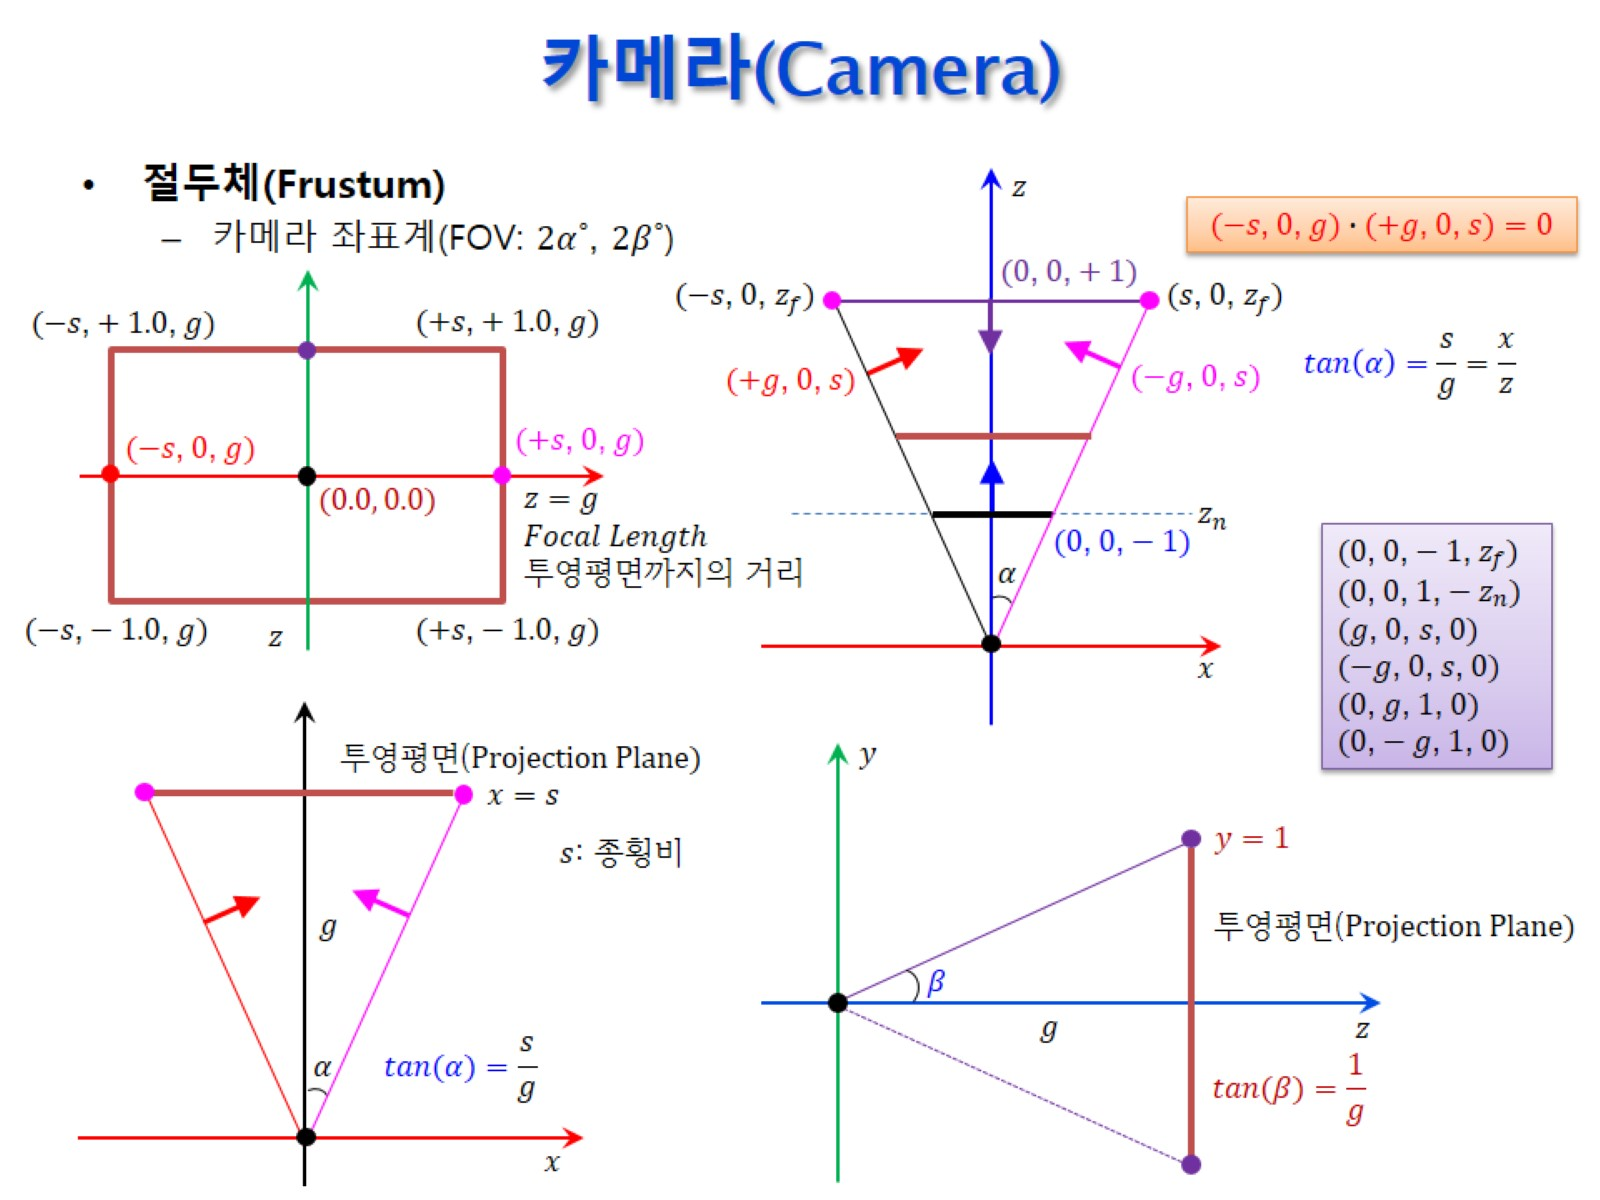 카메라(Camera)
• 절두체(Frustum)
– 카메라 좌표계(FOV: 2α°, 2β°)
(−s, + 1.0, g)
(+s, + 1.0, g)
(−s, 0, g)
(+s, 0, g)
(0.0, 0.0)
z = g
Focal Length
투영평면까지의 거리
(−s, − 1.0, g)
z
(+s, − 1.0, g)
z
(−s, 0, g) · (+g, 0, s) = 0
(0, 0, + 1)
(−s, 0, z_f)
(s, 0, z_f)
(+g, 0, s)
(−g, 0, s)
tan(α) = s/g = x/z
z_n
(0, 0, − 1)
α
x
(0, 0, − 1, z_f)
(0, 0, 1, − z_n)
(g, 0, s, 0)
(−g, 0, s, 0)
(0, g, 1, 0)
(0, − g, 1, 0)
투영평면(Projection Plane)
x = s
s: 종횡비
g
α
tan(α) = s/g
x
y
y = 1
투영평면(Projection Plane)
β
g
z
tan(β) = 1/g